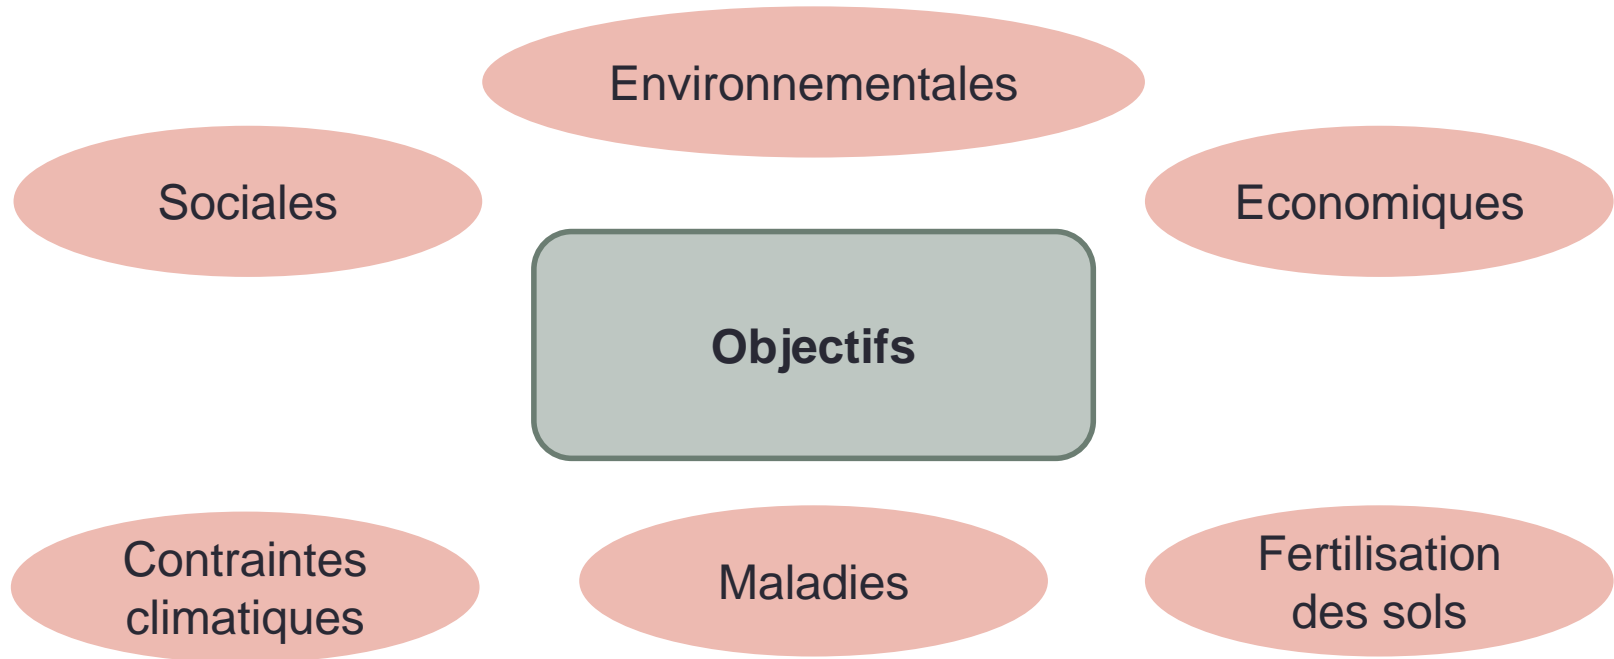 Environnementales
Sociales
Economiques
Objectifs
Contraintes
climatiques
Maladies
Fertilisation
des sols